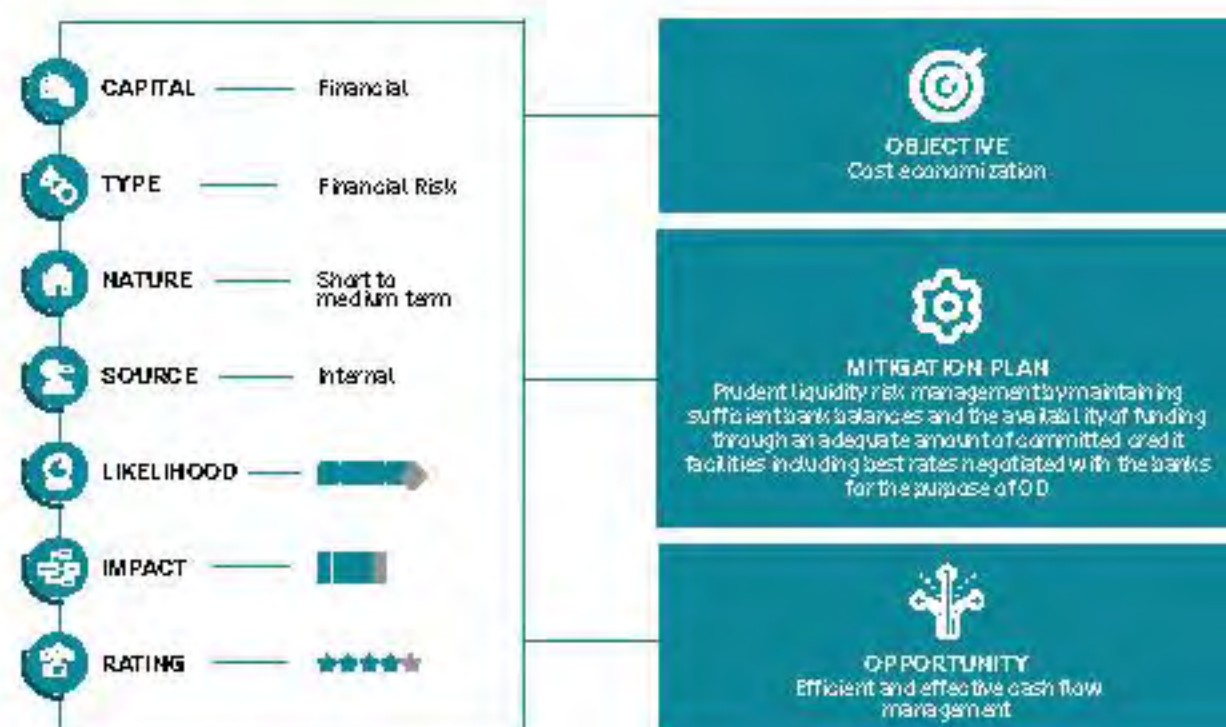 CAPITAL Financial
TYPE Financial Risk
NATURE Short to
medium term
SOURCE Internal
LIKELIHOOD
IMPACT
RATING
OBJECTIVE
Cost economization
MITIGATION PLAN
Prudent liquidity risk management by maintaining
sufficient bank balances and the availability of funding
through an adequate amount of committed credit
facilities including best rates negotiated with the banks
for the purpose of OD
OPPORTUNITY
Efficient and effective cash flow
management